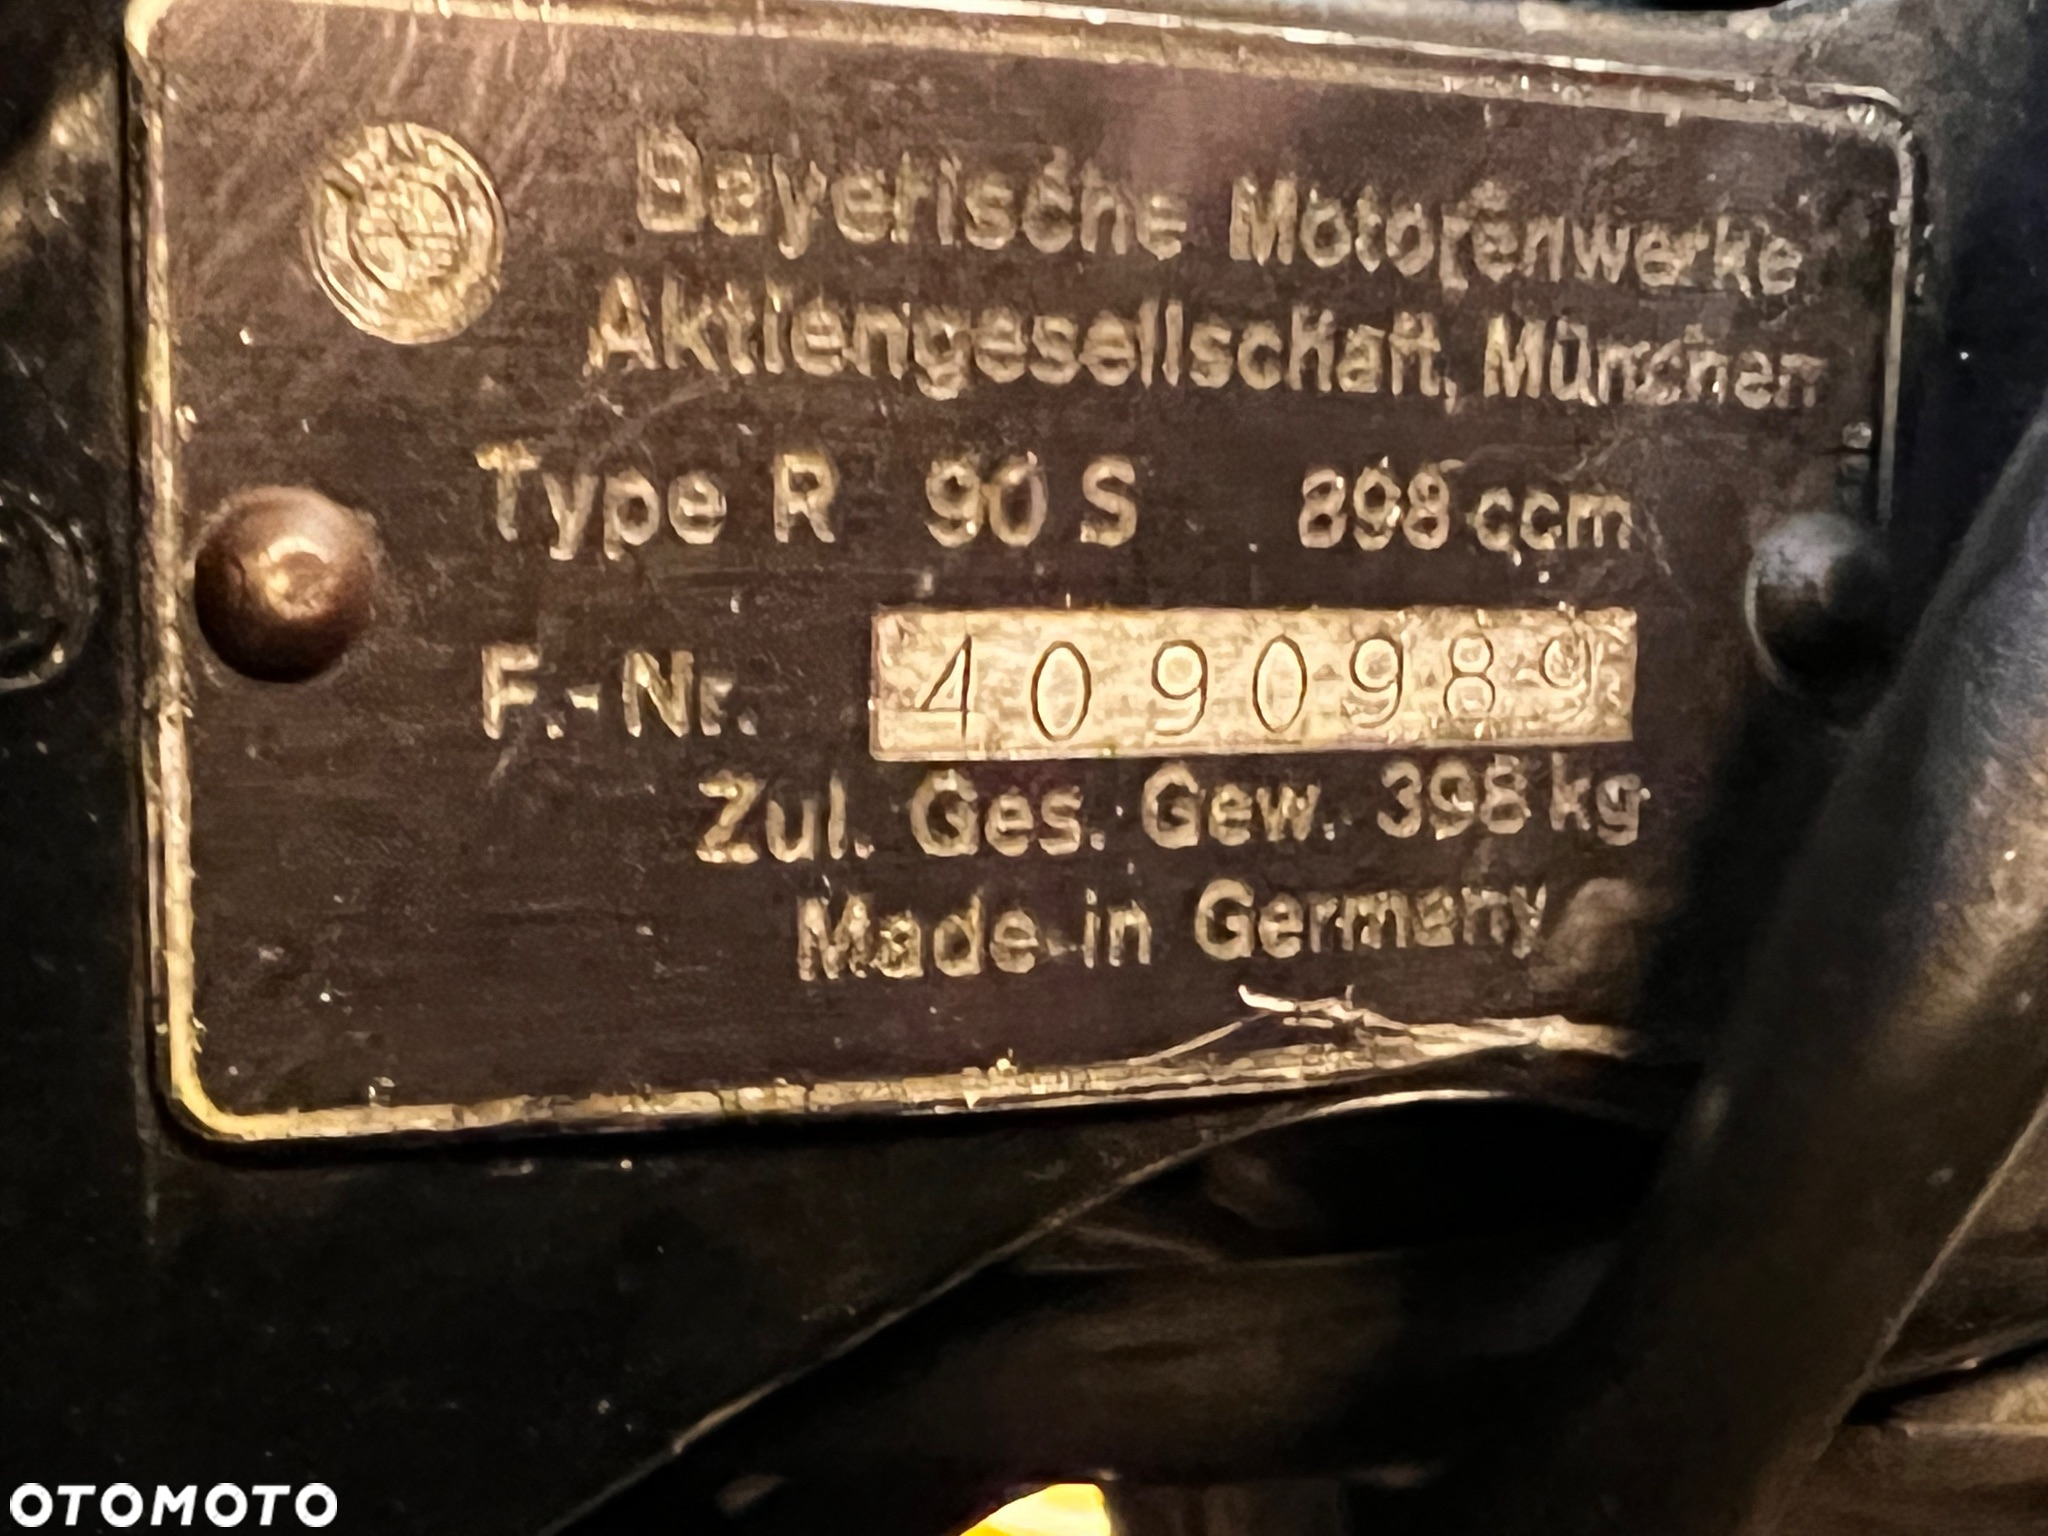 Bayerische Motorenwerke
Aktiengesellschaft, München
Type R 90 S 898 ccm
F.-Nr. 4090989
Zul. Ges. Gew. 398 kg
Made in Germany
OTOMOTO